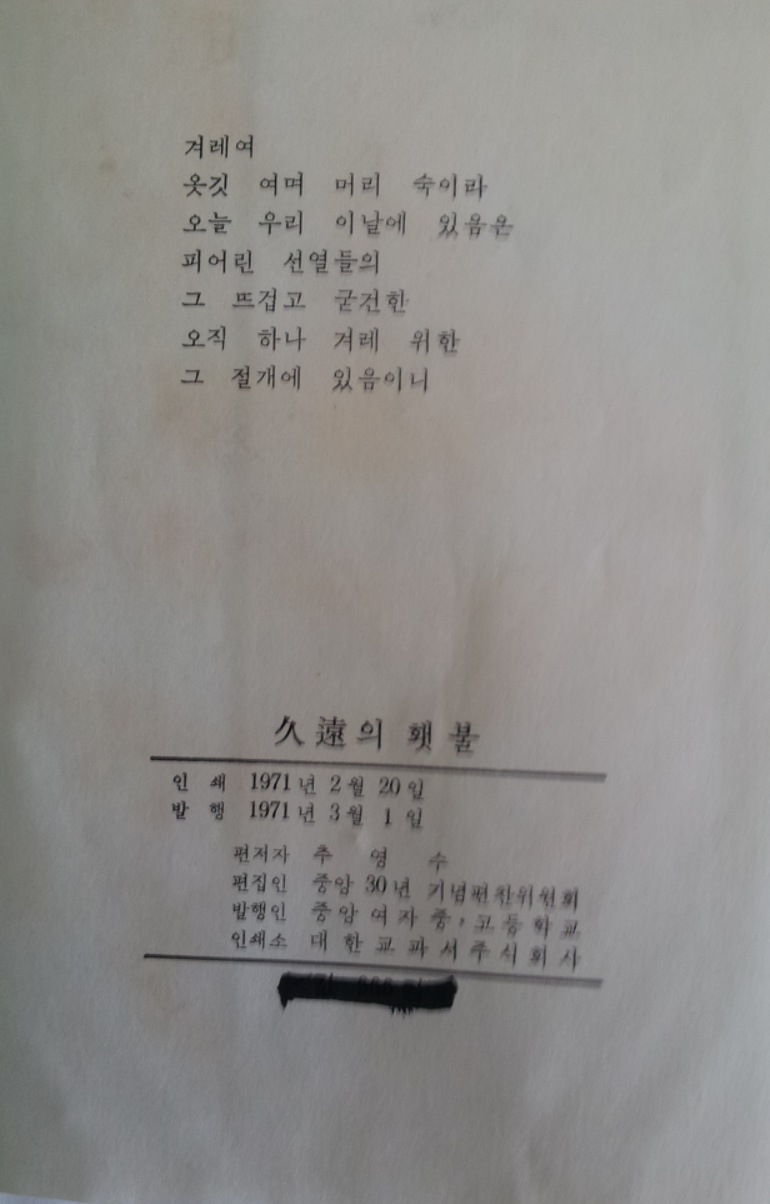 겨레여
옷깃 여며 머리 숙이라
오늘 우리 이날에 있음은
피어린 선열들의
그 뜨겁고 굳건한
오직 하나 겨레 위한
그 절개에 있음이니
久遠의 횃불
인 쇄 1971년 2월 20일
발 행 1971년 3월 1일
편저자 추 영 수
편집인 중앙 30년 기념편찬위원회
발행인 중앙여자중·고등학교
인쇄소 대한교과서주식회사